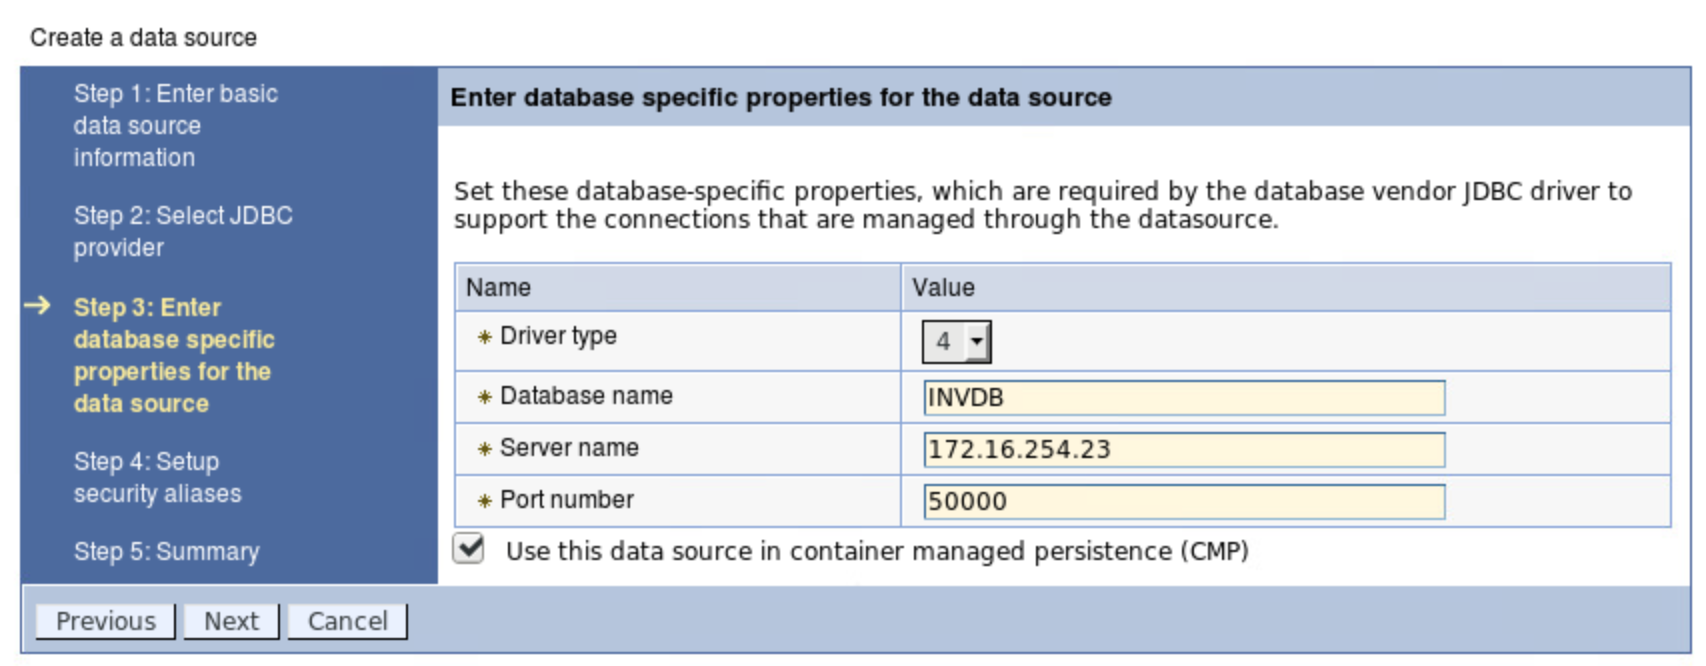 Create a data source
Step 1: Enter basic
data source
information
Step 2: Select JDBC
provider
Step 3: Enter
database specific
properties for the
data source
Step 4: Setup
security aliases
Step 5: Summary
Enter database specific properties for the data source
Set these database-specific properties, which are required by the database vendor JDBC driver to
support the connections that are managed through the datasource.
Name Value
Driver type 4
Database name INVDB
Server name 172.16.254.23
Port number 50000
Use this data source in container managed persistence (CMP)
Previous Next Cancel